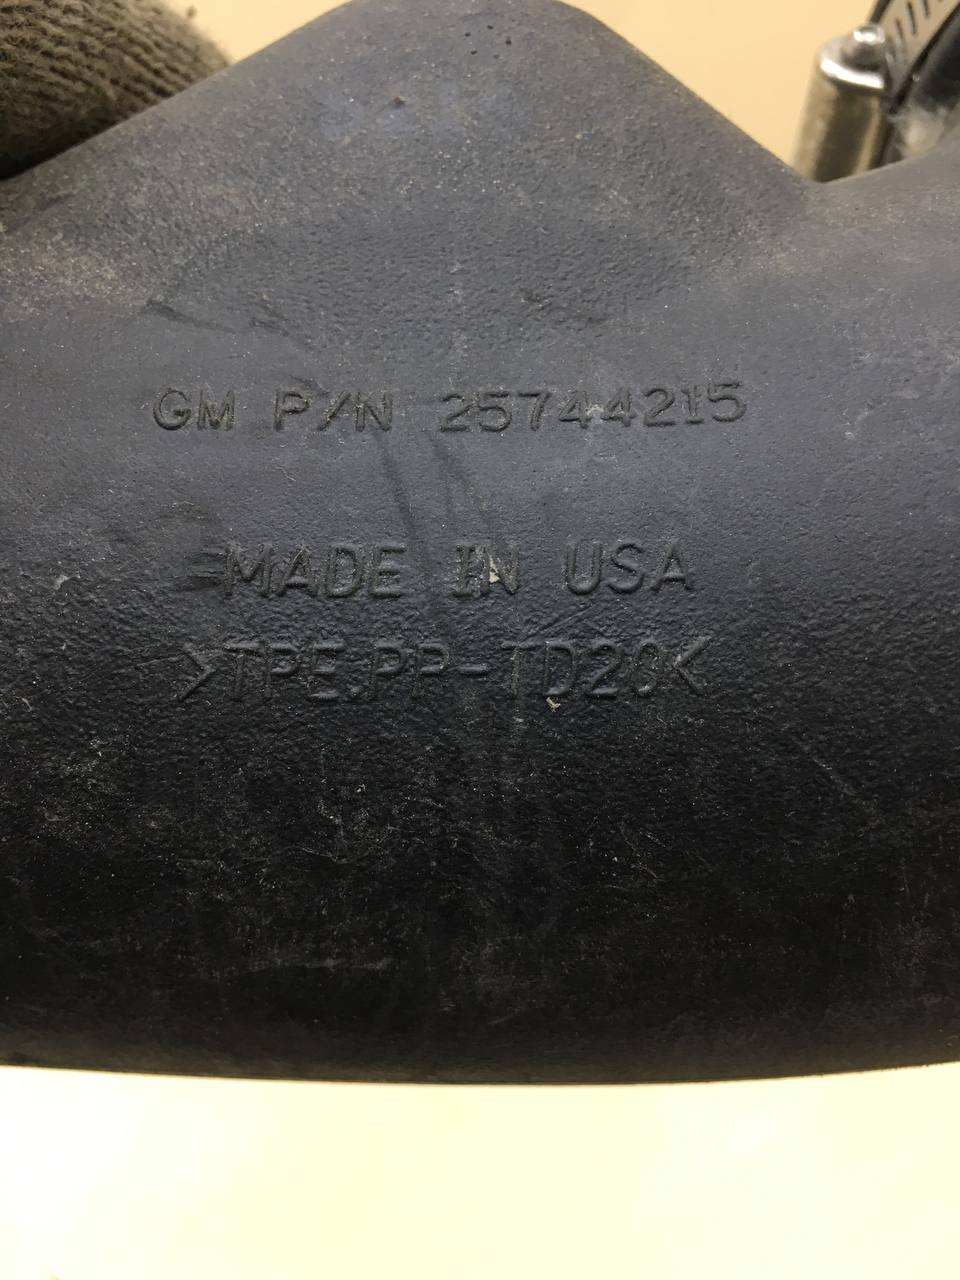 GM P/N 25744215
MADE IN USA
>TPE.PP-TD20<